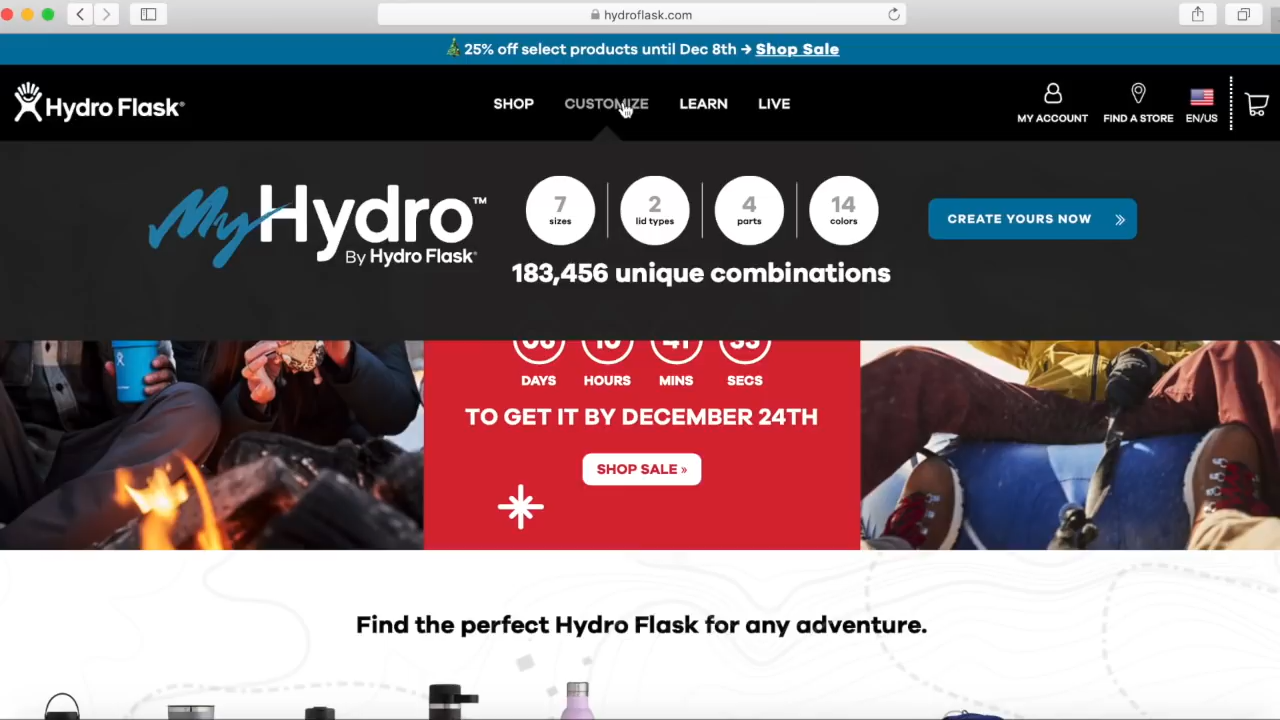 hydroflask.com
🎄 25% off select products until Dec 8th → Shop Sale
Hydro Flask®
SHOP
CUSTOMIZE
LEARN
LIVE
MY ACCOUNT
FIND A STORE
EN/US
My Hydro™
By Hydro Flask®
7
sizes
2
lid types
4
parts
14
colors
183,456 unique combinations
CREATE YOURS NOW
DAYS
HOURS
MINS
SECS
TO GET IT BY DECEMBER 24TH
SHOP SALE »
Find the perfect Hydro Flask for any adventure.